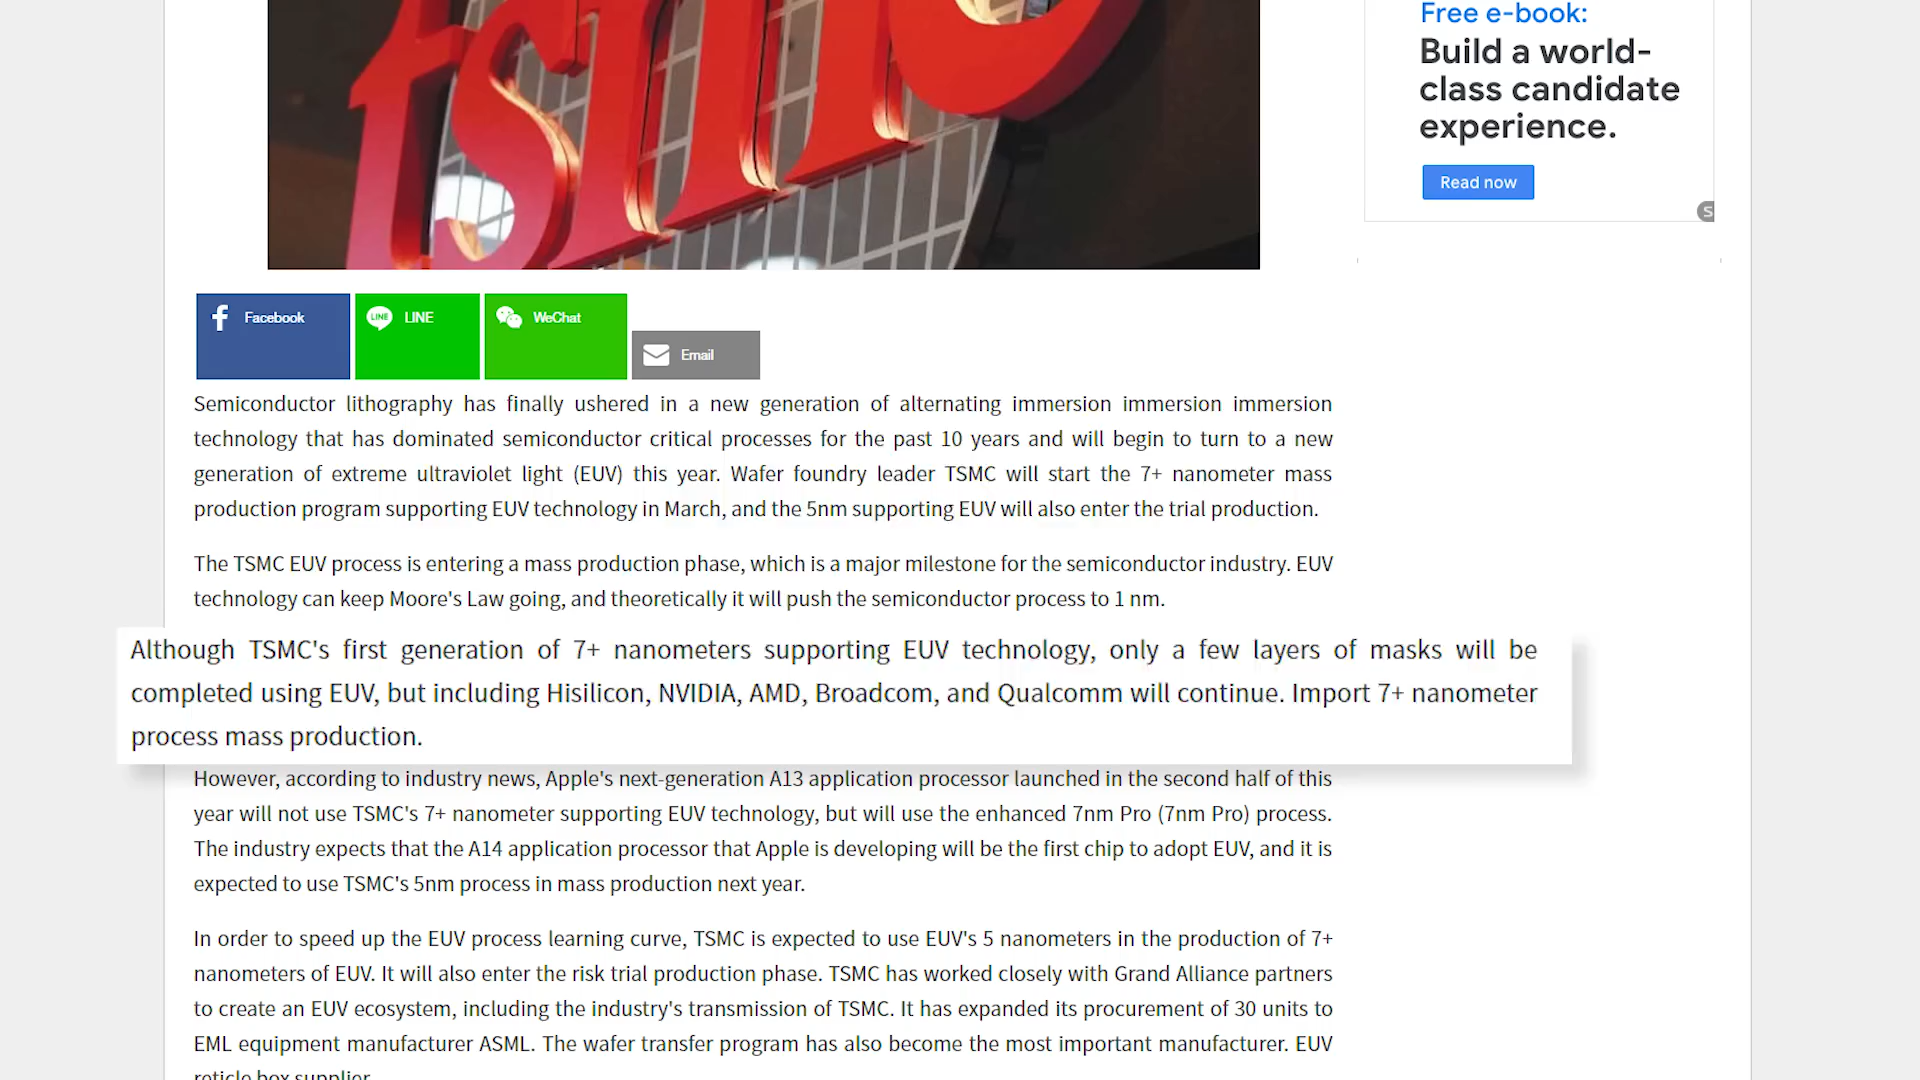 tsmc
Free e-book:
Build a world-
class candidate
experience.
Read now
S
Facebook
LINE
LINE
WeChat
Email
Semiconductor lithography has finally ushered in a new generation of alternating immersion immersion immersion
technology that has dominated semiconductor critical processes for the past 10 years and will begin to turn to a new
generation of extreme ultraviolet light (EUV) this year. Wafer foundry leader TSMC will start the 7+ nanometer mass
production program supporting EUV technology in March, and the 5nm supporting EUV will also enter the trial production.
The TSMC EUV process is entering a mass production phase, which is a major milestone for the semiconductor industry. EUV
technology can keep Moore's Law going, and theoretically it will push the semiconductor process to 1 nm.
Although TSMC's first generation of 7+ nanometers supporting EUV technology, only a few layers of masks will be
completed using EUV, but including Hisilicon, NVIDIA, AMD, Broadcom, and Qualcomm will continue. Import 7+ nanometer
process mass production.
However, according to industry news, Apple's next-generation A13 application processor launched in the second half of this
year will not use TSMC's 7+ nanometer supporting EUV technology, but will use the enhanced 7nm Pro (7nm Pro) process.
The industry expects that the A14 application processor that Apple is developing will be the first chip to adopt EUV, and it is
expected to use TSMC's 5nm process in mass production next year.
In order to speed up the EUV process learning curve, TSMC is expected to use EUV's 5 nanometers in the production of 7+
nanometers of EUV. It will also enter the risk trial production phase. TSMC has worked closely with Grand Alliance partners
to create an EUV ecosystem, including the industry's transmission of TSMC. It has expanded its procurement of 30 units to
EML equipment manufacturer ASML. The wafer transfer program has also become the most important manufacturer. EUV
reticle box supplier